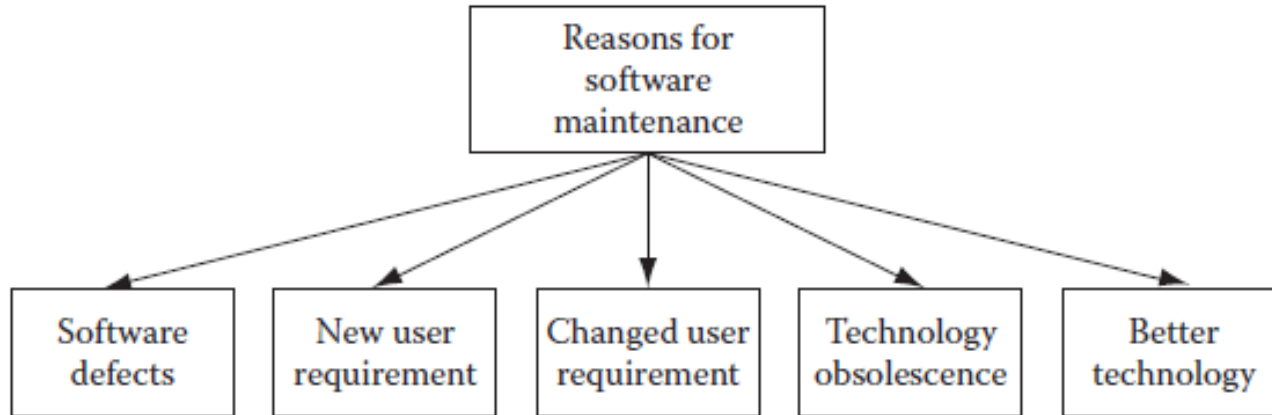 Reasons for
software
maintenance
Software
defects
New user
requirement
Changed user
requirement
Technology
obsolescence
Better
technology